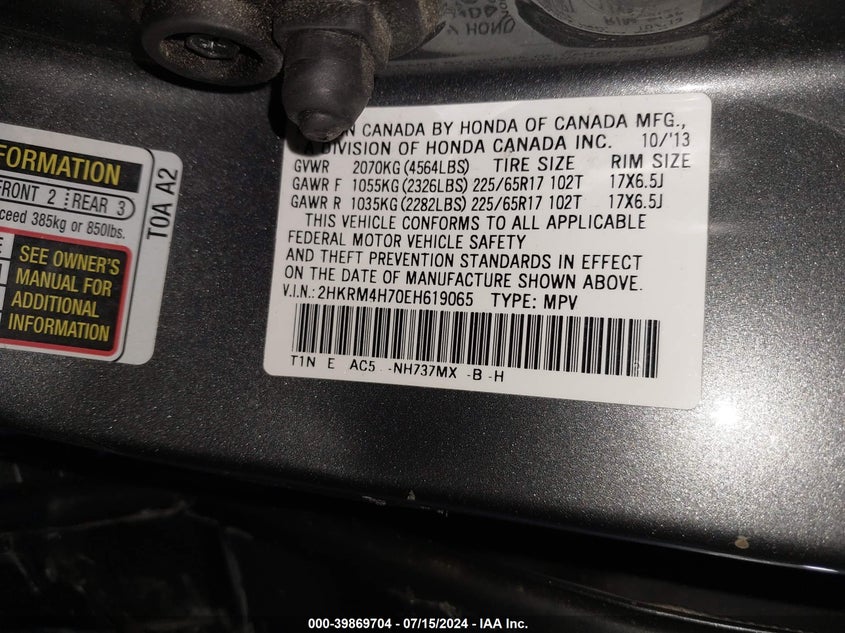 N CANADA BY HONDA OF CANADA MFG.,
A DIVISION OF HONDA CANADA INC. 10/'13
GVWR 2070KG (4564LBS) TIRE SIZE RIM SIZE
GAWR F 1055KG (2326LBS) 225/65R17 102T 17X6.5J
GAWR R 1035KG (2282LBS) 225/65R17 102T 17X6.5J
THIS VEHICLE CONFORMS TO ALL APPLICABLE
FEDERAL MOTOR VEHICLE SAFETY
AND THEFT PREVENTION STANDARDS IN EFFECT
ON THE DATE OF MANUFACTURE SHOWN ABOVE.
V.I.N.: 2HKRM4H70EH619065 TYPE: MPV
T1N E AC5 -NH737MX -B -H
FORMATION
FRONT 2 REAR 3
ceed 385kg or 850lbs.
SEE OWNER'S
MANUAL FOR
ADDITIONAL
INFORMATION
TOA A2
000-39869704 - 07/15/2024 - IAA Inc.